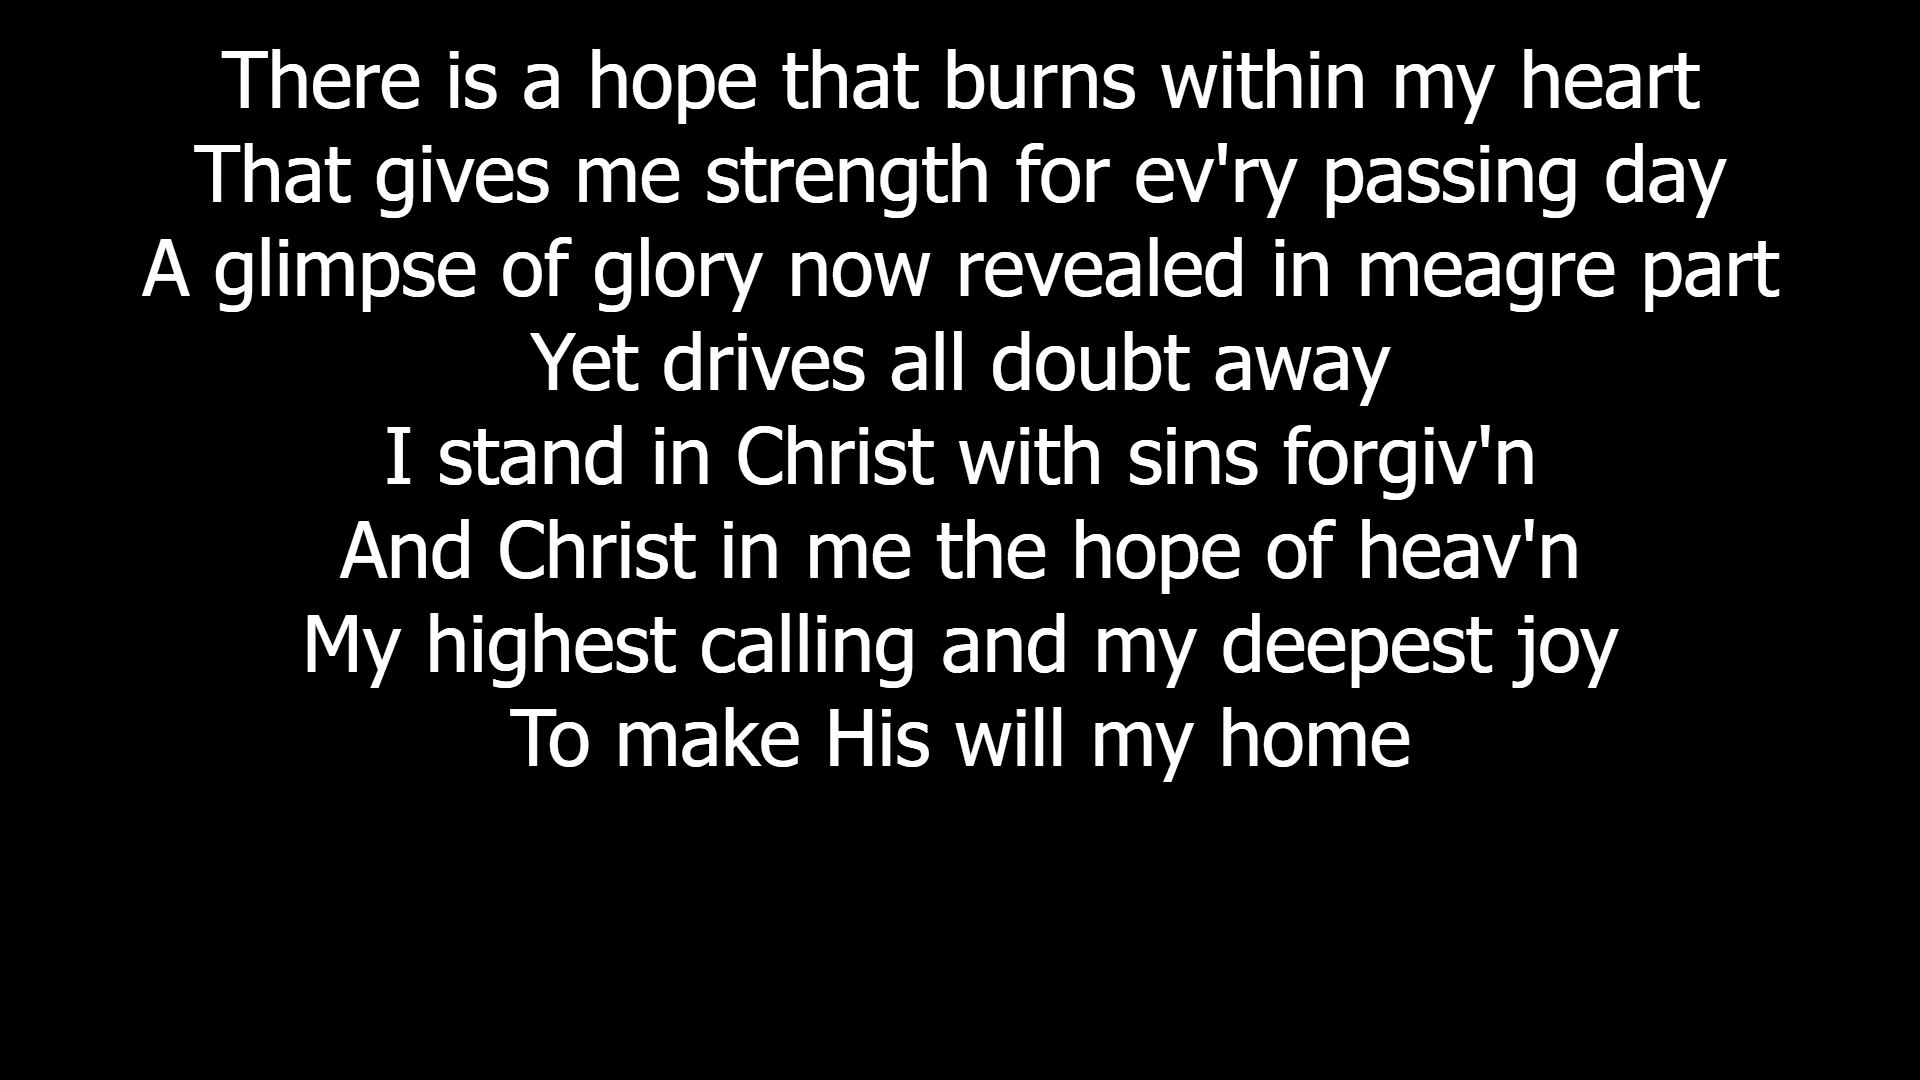 There is a hope that burns within my heart
That gives me strength for ev'ry passing day
A glimpse of glory now revealed in meagre part
Yet drives all doubt away
I stand in Christ with sins forgiv'n
And Christ in me the hope of heav'n
My highest calling and my deepest joy
To make His will my home